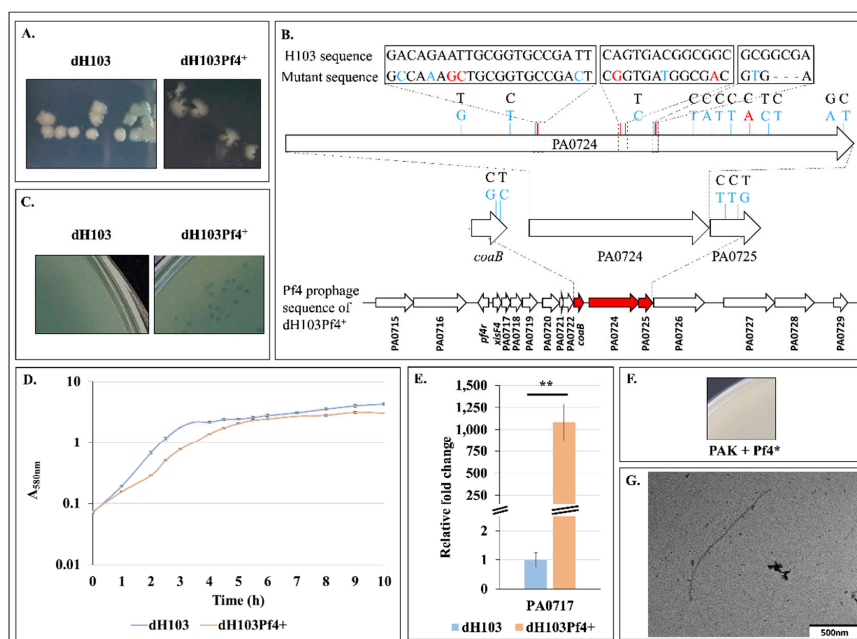 A.
dH103
dH103Pf4⁺
B.
H103 sequence
GACAGAATTGCGGTGCCGATT
CAGTGACGGCGGC
GCGGCGA
Mutant sequence
GCCAAAGCTGCGGTGCCGACT
CGGTGATGGCGAC
GTG---A
T C T C C C C C T C G C
G T C T A T T A C T A T
PA0724
C.
dH103
dH103Pf4⁺
C T
G C
C C T
T T G
coaB
PA0724
PA0725
Pf4 prophage
sequence of
dH103Pf4⁺
PA0715
PA0716
pf4r
xisF4
PA0717
PA0718
PA0719
PA0720
PA0721
PA0722
coaB
PA0724
PA0725
PA0726
PA0727
PA0728
PA0729
D.
10
1
0.1
0.01
A580nm
0 1 2 3 4 5 6 7 8 9 10
Time (h)
dH103
dH103Pf4+
E.
**
1,500
1,250
1,000
750
500
250
2
1
0
Relative fold change
PA0717
dH103
dH103Pf4+
F.
PAK + Pf4*
G.
500nm